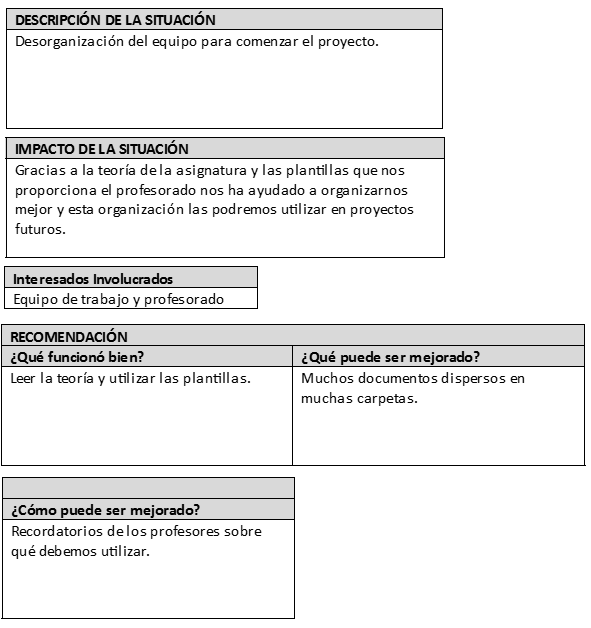 DESCRIPCIÓN DE LA SITUACIÓN
Desorganización del equipo para comenzar el proyecto.
IMPACTO DE LA SITUACIÓN
Gracias a la teoría de la asignatura y las plantillas que nos
proporciona el profesorado nos ha ayudado a organizarnos
mejor y esta organización las podremos utilizar en proyectos
futuros.
Interesados Involucrados
Equipo de trabajo y profesorado
RECOMENDACIÓN
¿Qué funcionó bien?
Leer la teoría y utilizar las plantillas.
¿Qué puede ser mejorado?
Muchos documentos dispersos en
muchas carpetas.
¿Cómo puede ser mejorado?
Recordatorios de los profesores sobre
qué debemos utilizar.